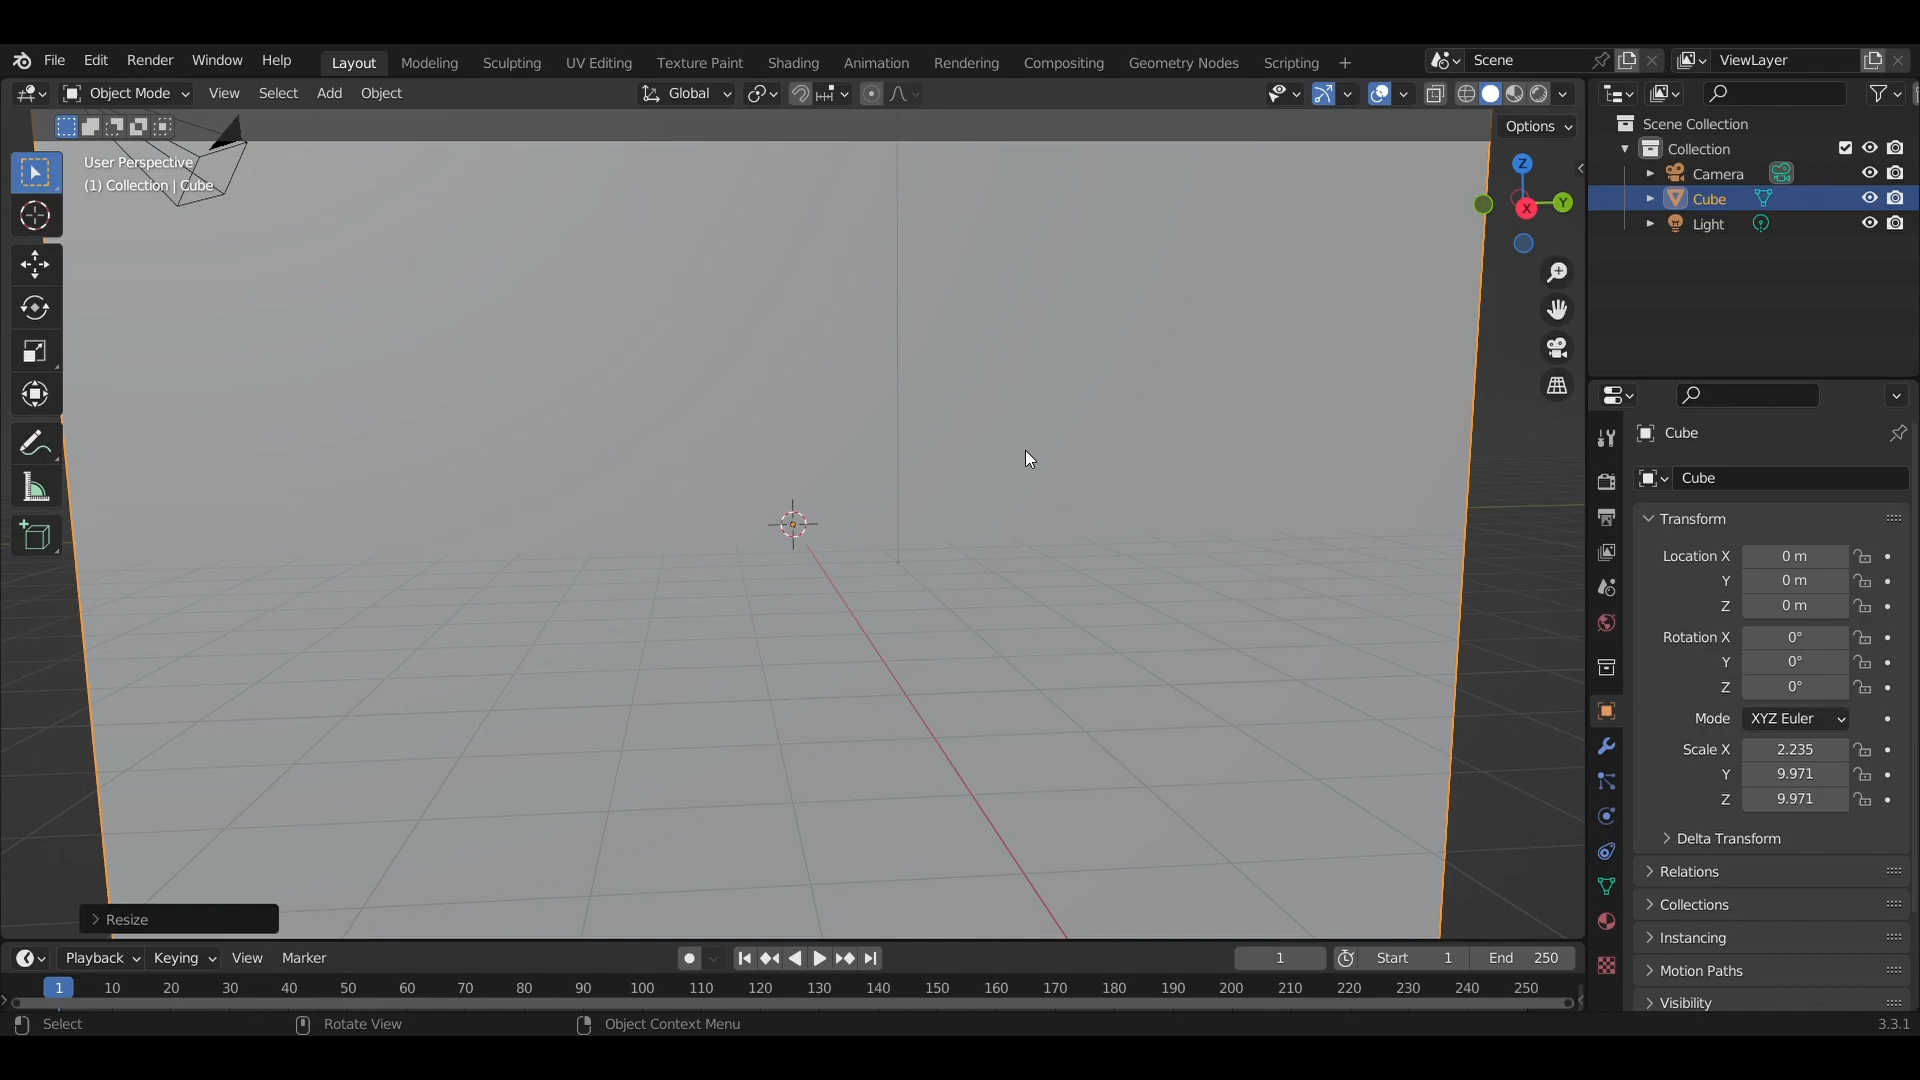 File Edit Render Window Help Layout Modeling Sculpting UV Editing Texture Paint Shading Animation Rendering Compositing Geometry Nodes Scripting + Scene ViewLayer
Object Mode View Select Add Object Global
Options
User Perspective
(1) Collection | Cube
Z
Y
X
Scene Collection
Collection
Camera
Cube
Light
Cube
Cube
Transform
Location X 0 m
Y 0 m
Z 0 m
Rotation X 0°
Y 0°
Z 0°
Mode XYZ Euler
Scale X 2.235
Y 9.971
Z 9.971
Delta Transform
Relations
Collections
Instancing
Motion Paths
Visibility
Resize
Playback Keying View Marker 1 Start 1 End 250
1 10 20 30 40 50 60 70 80 90 100 110 120 130 140 150 160 170 180 190 200 210 220 230 240 250
Select Rotate View Object Context Menu 3.3.1